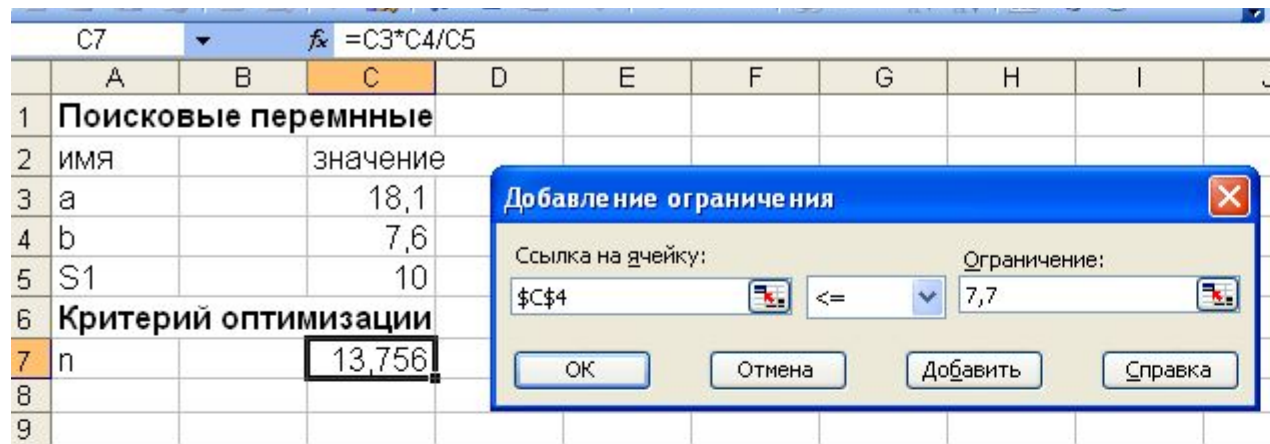 C7 fx =C3*C4/C5
A B C D E F G H I J
1 Поисковые перемнные
2 имя значение
3 a 18,1
4 b 7,6
5 S1 10
6 Критерий оптимизации
7 n 13,756
8
9
Добавление ограничения
Ссылка на ячейку: Ограничение:
$C$4 <= 7,7
ОК Отмена Добавить Справка